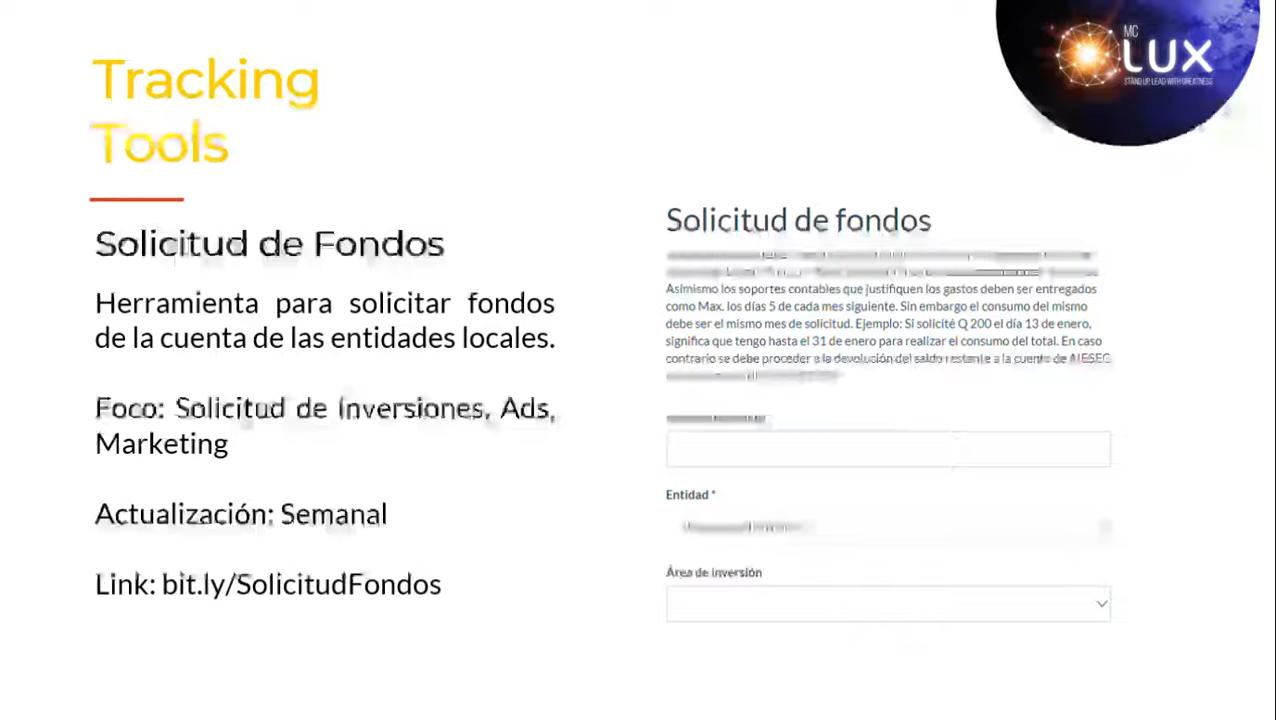 Tracking
Tools
MC
LUX
STAND UP, LEAD WITH GREATNESS
Solicitud de Fondos
Herramienta para solicitar fondos
de la cuenta de las entidades locales.
Foco: Solicitud de Inversiones, Ads,
Marketing
Actualización: Semanal
Link: bit.ly/SolicitudFondos
Solicitud de fondos
Asimismo los soportes contables que justifiquen los gastos deben ser entregados
como Max. los días 5 de cada mes siguiente. Sin embargo el consumo del mismo
debe ser el mismo mes de solicitud. Ejemplo: Si solicité Q 200 el día 13 de enero,
significa que tengo hasta el 31 de enero para realizar el consumo del total. En caso
contrario se debe proceder a la devolución del saldo restante a la cuenta de AIESEC
Entidad *
Área de inversión